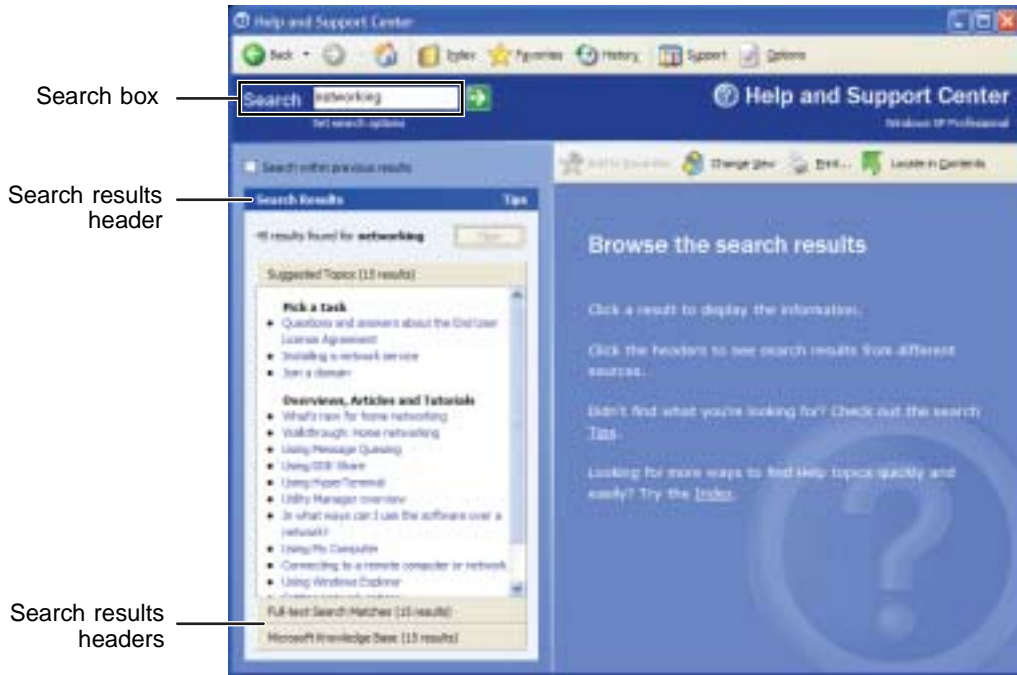 Help and Support Center
Back Index Favorites History Support Options
Search box
Search networking
Help and Support Center
Set search options
Windows XP Professional
Search within previous results
Add to Favorites Change View Print... Locate in Contents
Search results
header
Search Results Tips
45 results found for networking
Browse the search results
Suggested Topics (15 results)
Pick a task
Questions and answers about the End User
License Agreement
Installing a network service
Join a domain
Overviews, Articles and Tutorials
What's new for home networking
Walkthrough: Home networking
Using Message Queuing
Using DDE Share
Using HyperTerminal
Utility Manager overview
In what ways can I use the software over a
network?
Using My Computer
Connecting to a remote computer or network
Using Windows Explorer
Click a result to display the information.
Click the headers to see search results from different
sources.
Didn't find what you're looking for? Check out the search
Tips.
Looking for more ways to find Help topics quickly and
easily? Try the Index.
Search results
headers
Full-text Search Matches (15 results)
Microsoft Knowledge Base (15 results)